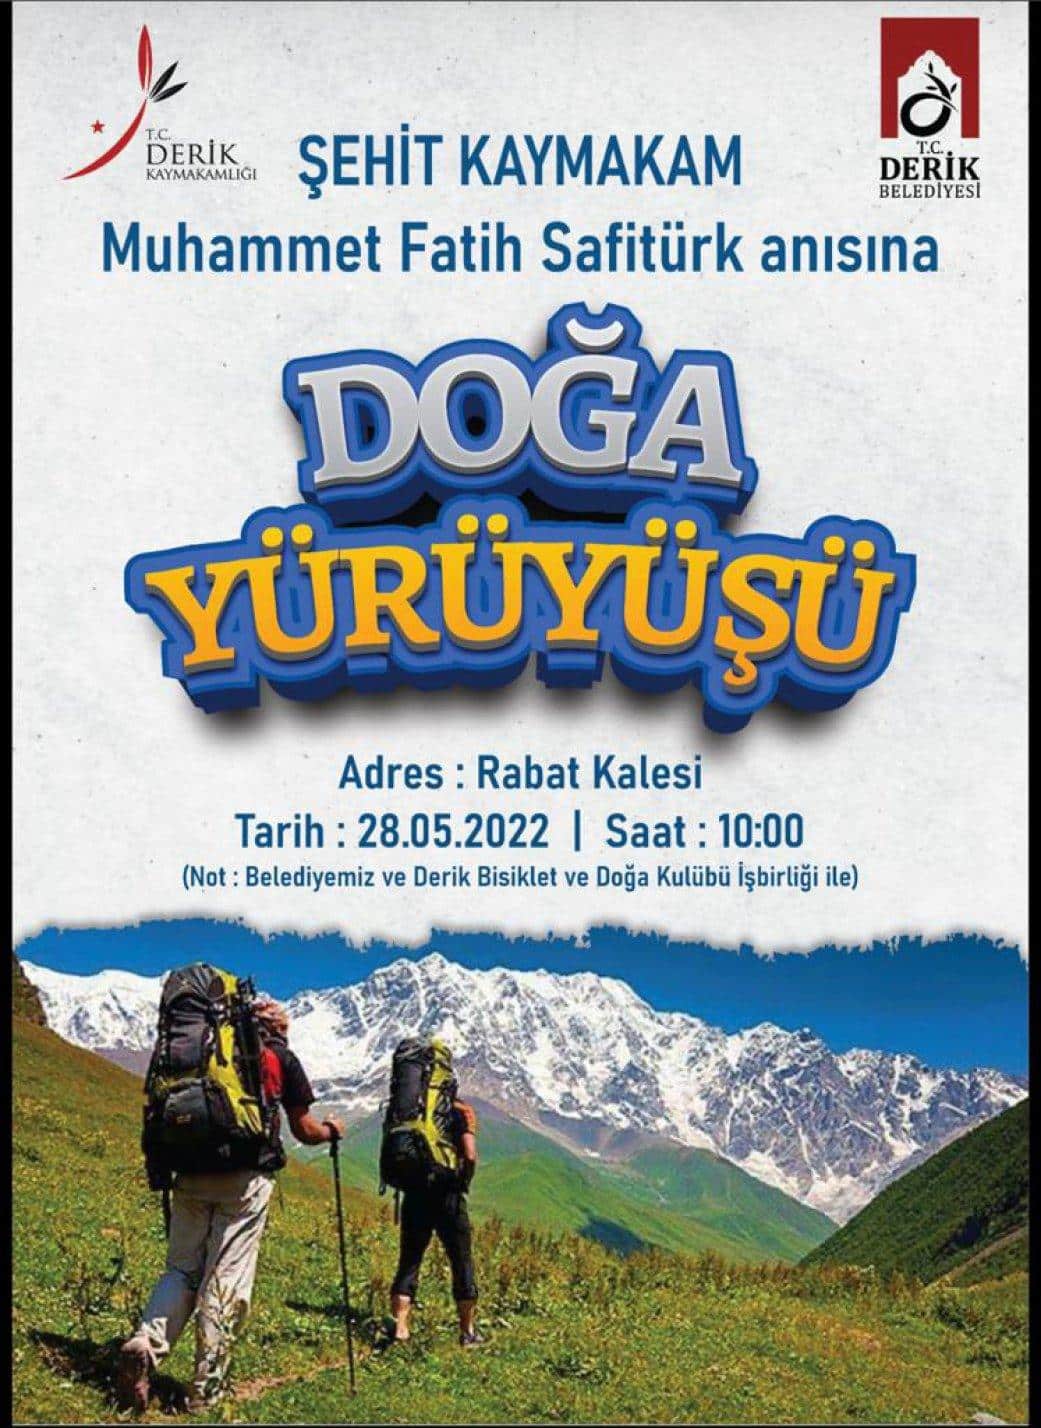 T.C.
DERİK
KAYMAKAMLIĞI
T.C.
DERİK
BELEDİYESİ
ŞEHİT KAYMAKAM
Muhammet Fatih Safitürk anısına
DOĞA
YÜRÜYÜŞÜ
Adres : Rabat Kalesi
Tarih : 28.05.2022 | Saat : 10:00
(Not : Belediyemiz ve Derik Bisiklet ve Doğa Kulübü İşbirliği ile)